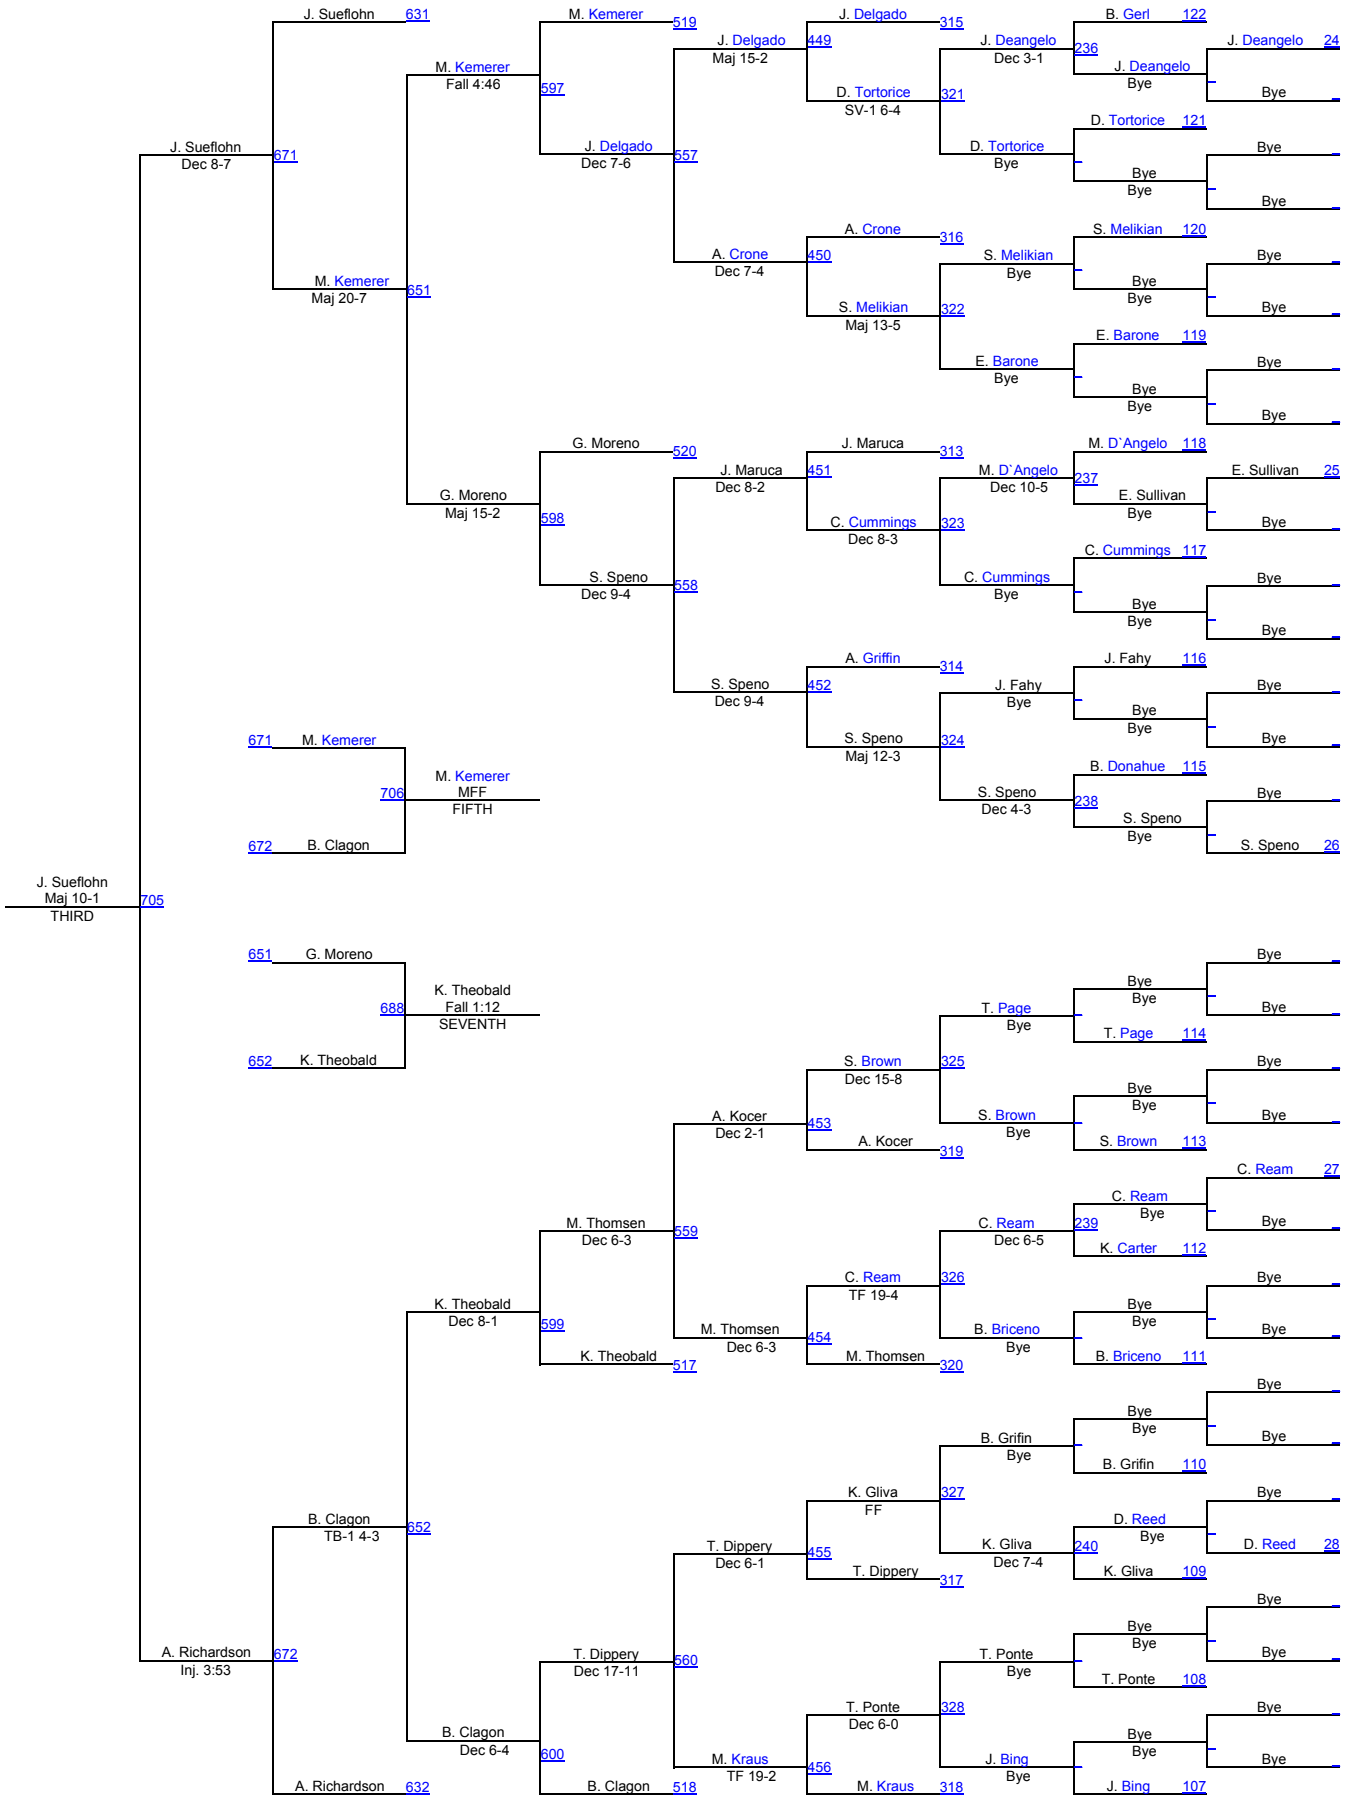 J. Sueflohn 631
M. Kemerer 519
J. Delgado 315
B. Gerl 122
J. Delgado 449
Maj 15-2
J. Deangelo 236
Dec 3-1
J. Deangelo 24
M. Kemerer 597
Fall 4:46
J. Deangelo
Bye
D. Tortorice 321
SV-1 6-4
Bye
D. Tortorice 121
J. Sueflohn 671
Dec 8-7
J. Delgado 557
Dec 7-6
D. Tortorice
Bye
Bye
Bye
Bye
Bye
A. Crone 316
S. Melikian 120
A. Crone 450
Dec 7-4
S. Melikian
Bye
Bye
M. Kemerer 651
Maj 20-7
Bye
Bye
S. Melikian 322
Maj 13-5
Bye
E. Barone 119
E. Barone
Bye
Bye
Bye
Bye
Bye
G. Moreno 520
J. Maruca 313
M. D`Angelo 118
J. Maruca 451
Dec 8-2
M. D`Angelo 237
Dec 10-5
E. Sullivan 25
G. Moreno 598
Maj 15-2
E. Sullivan
Bye
C. Cummings 323
Dec 8-3
Bye
C. Cummings 117
S. Speno 558
Dec 9-4
C. Cummings
Bye
Bye
Bye
Bye
Bye
A. Griffin 314
J. Fahy 116
S. Speno 452
Dec 9-4
J. Fahy
Bye
Bye
Bye
Bye
671 M. Kemerer
S. Speno 324
Maj 12-3
Bye
B. Donahue 115
M. Kemerer
706 MFF
FIFTH
S. Speno 238
Dec 4-3
Bye
S. Speno
Bye
672 B. Clagon
S. Speno 26
J. Sueflohn
Maj 10-1 705
THIRD
651 G. Moreno
Bye
K. Theobald
688 Fall 1:12
SEVENTH
Bye
Bye
T. Page
Bye
Bye
T. Page 114
652 K. Theobald
S. Brown 325
Dec 15-8
Bye
Bye
Bye
A. Kocer 453
Dec 2-1
S. Brown
Bye
Bye
A. Kocer 319
S. Brown 113
C. Ream 27
C. Ream
Bye
M. Thomsen 559
Dec 6-3
C. Ream 239
Dec 6-5
Bye
K. Carter 112
C. Ream 326
TF 19-4
Bye
K. Theobald 599
Dec 8-1
Bye
Bye
M. Thomsen 454
Dec 6-3
B. Briceno
Bye
Bye
K. Theobald 517
M. Thomsen 320
B. Briceno 111
Bye
Bye
Bye
B. Grifin
Bye
Bye
B. Grifin 110
K. Gliva 327
FF
Bye
B. Clagon 652
TB-1 4-3
D. Reed
Bye
T. Dippery 455
Dec 6-1
K. Gliva 240
Dec 7-4
D. Reed 28
T. Dippery 317
K. Gliva 109
Bye
Bye
Bye
A. Richardson 672
Inj. 3:53
T. Dippery 560
Dec 17-11
T. Ponte
Bye
Bye
T. Ponte 108
T. Ponte 328
Dec 6-0
Bye
B. Clagon 600
Dec 6-4
Bye
Bye
M. Kraus 456
TF 19-2
J. Bing
Bye
Bye
A. Richardson 632
B. Clagon 518
M. Kraus 318
J. Bing 107